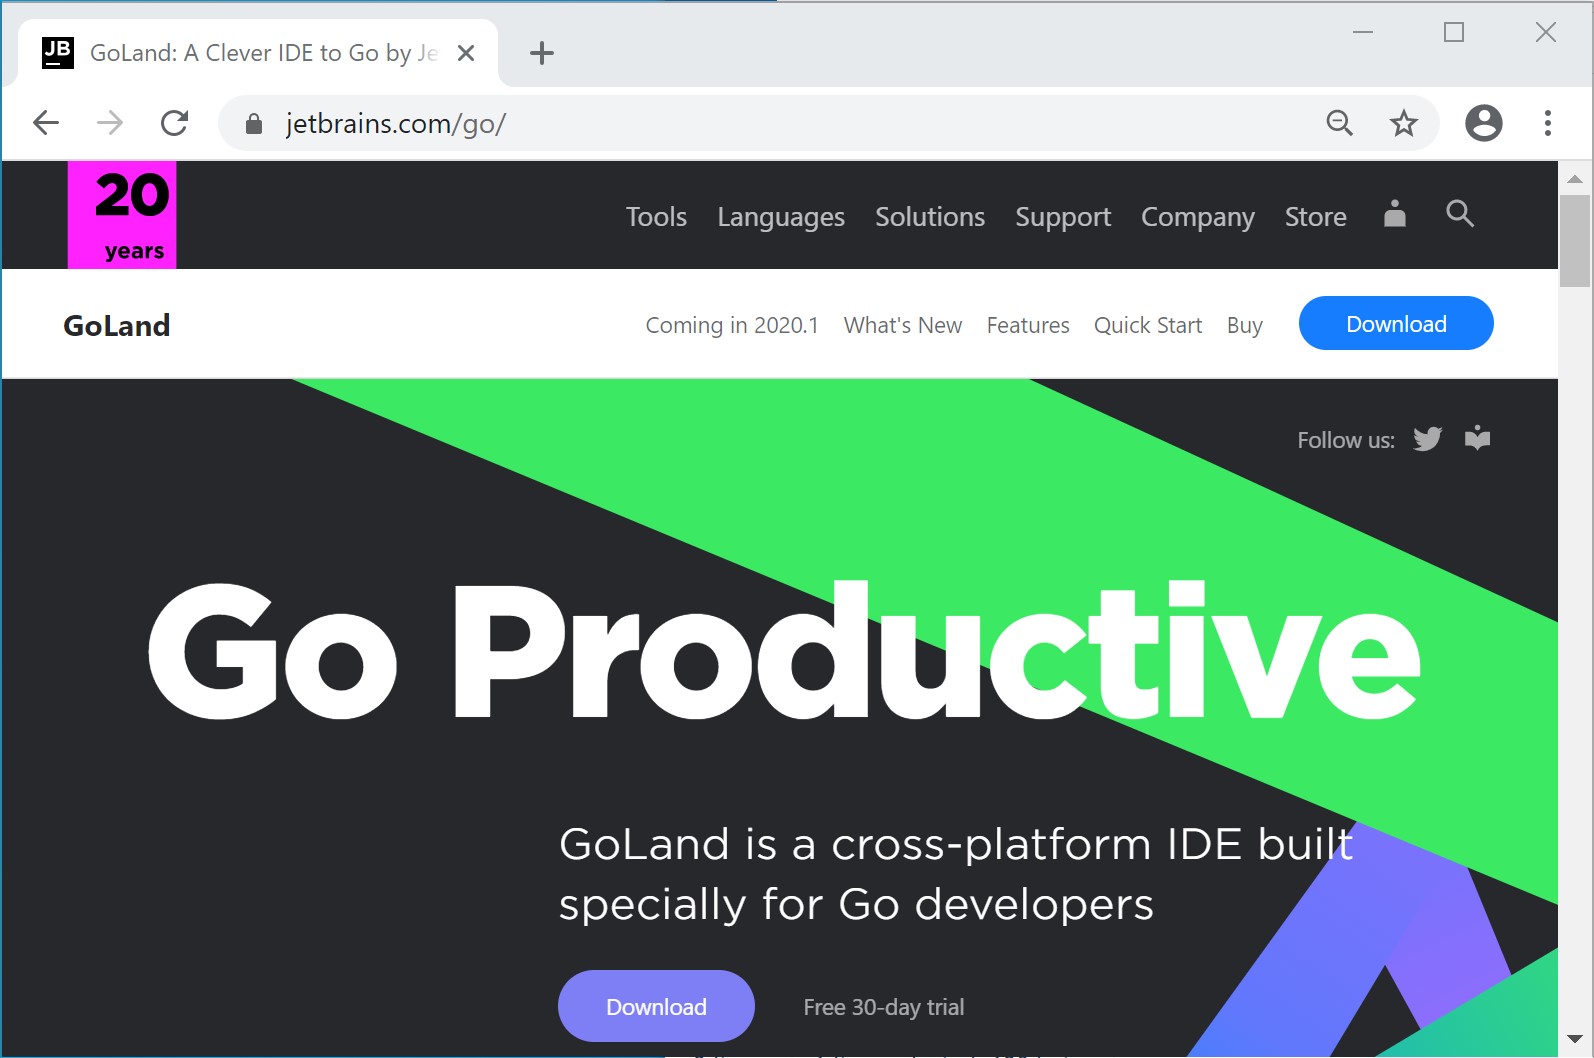 JB
GoLand: A Clever IDE to Go by Je
jetbrains.com/go/
20
years
Tools Languages Solutions Support Company Store
GoLand
Coming in 2020.1 What's New Features Quick Start Buy Download
Follow us:
Go Productive
GoLand is a cross-platform IDE built
specially for Go developers
Download Free 30-day trial